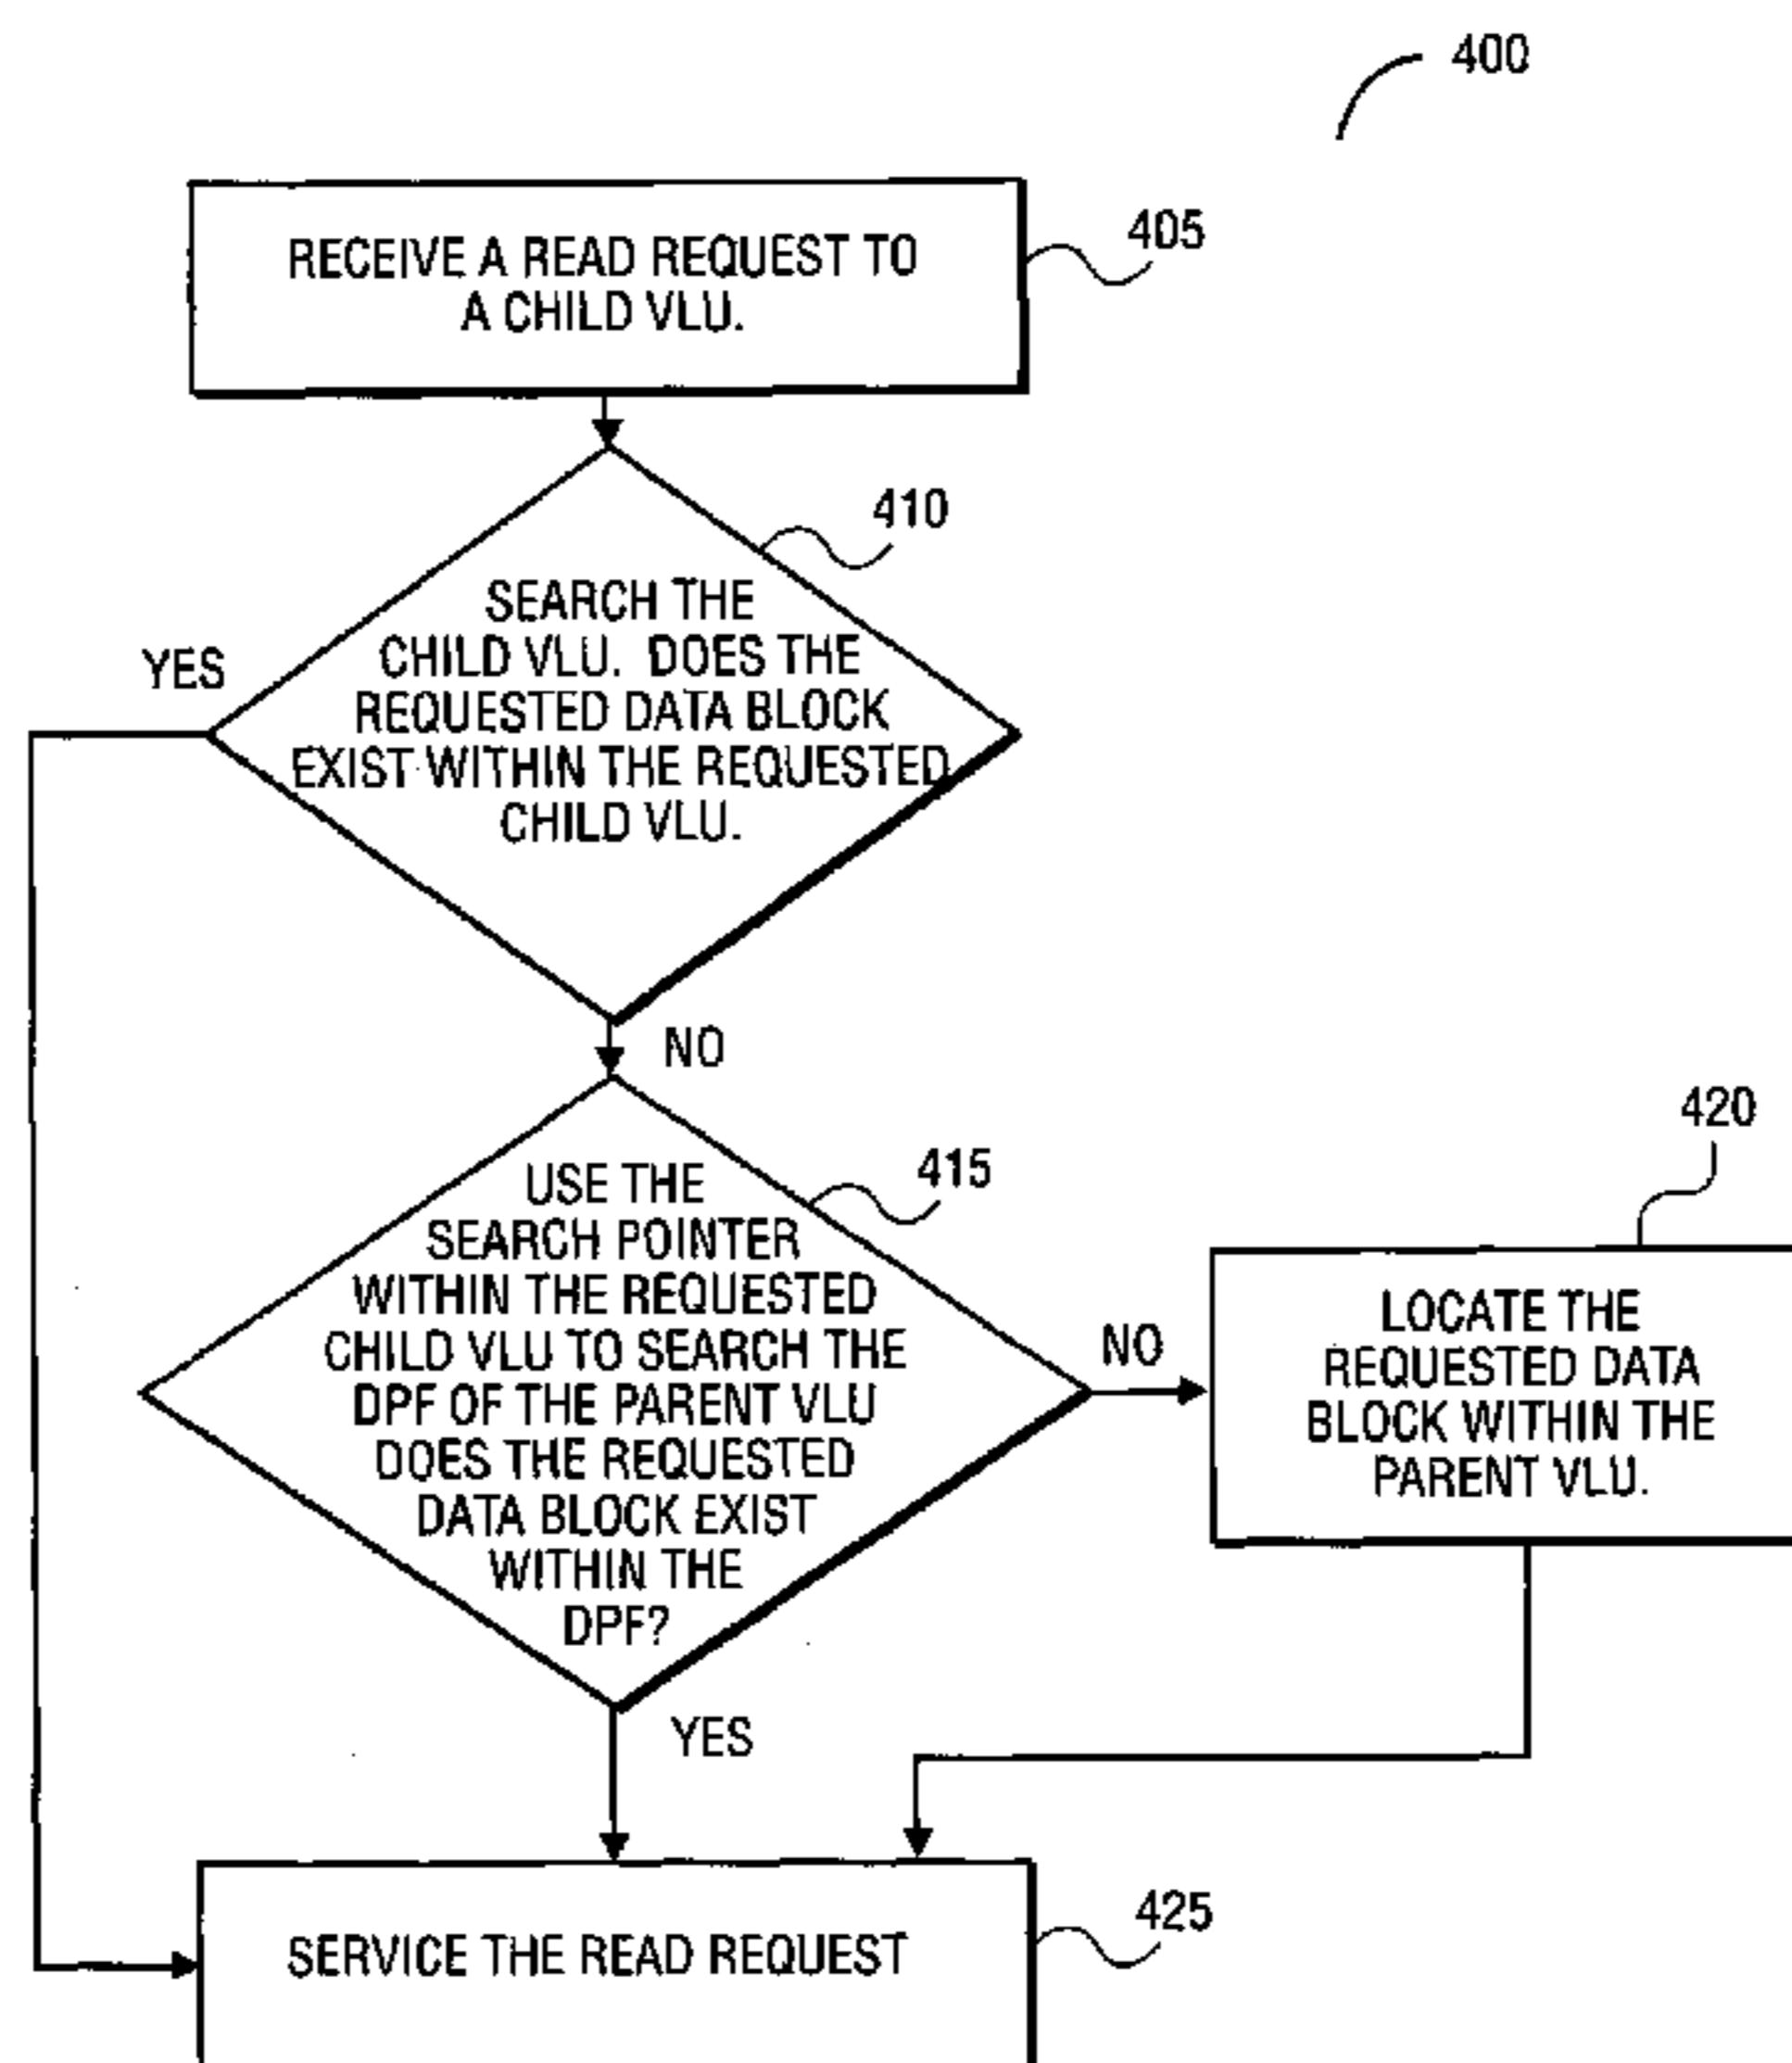 400
RECEIVE A READ REQUEST TO
A CHILD VLU.
405
410
SEARCH THE
CHILD VLU. DOES THE
REQUESTED DATA BLOCK
EXIST WITHIN THE REQUESTED
CHILD VLU.
YES
NO
415
USE THE
SEARCH POINTER
WITHIN THE REQUESTED
CHILD VLU TO SEARCH THE
DPF OF THE PARENT VLU
DOES THE REQUESTED
DATA BLOCK EXIST
WITHIN THE
DPF?
NO
420
LOCATE THE
REQUESTED DATA
BLOCK WITHIN THE
PARENT VLU.
YES
SERVICE THE READ REQUEST
425